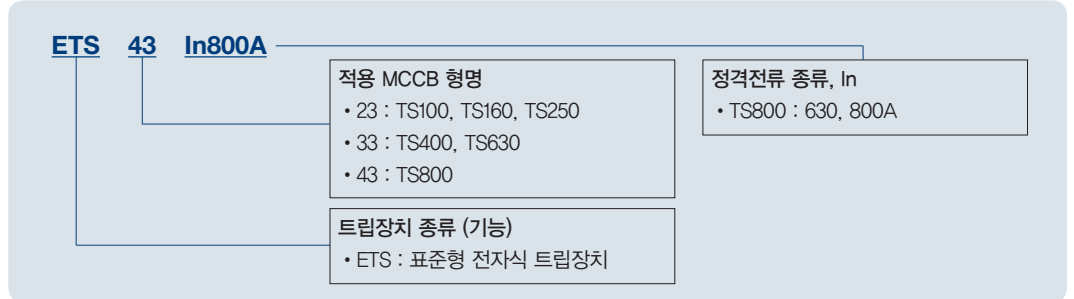 ETS 43 In800A
적용 MCCB 형명
• 23 : TS100, TS160, TS250
• 33 : TS400, TS630
• 43 : TS800
정격전류 종류, In
• TS800 : 630, 800A
트립장치 종류 (기능)
• ETS : 표준형 전자식 트립장치